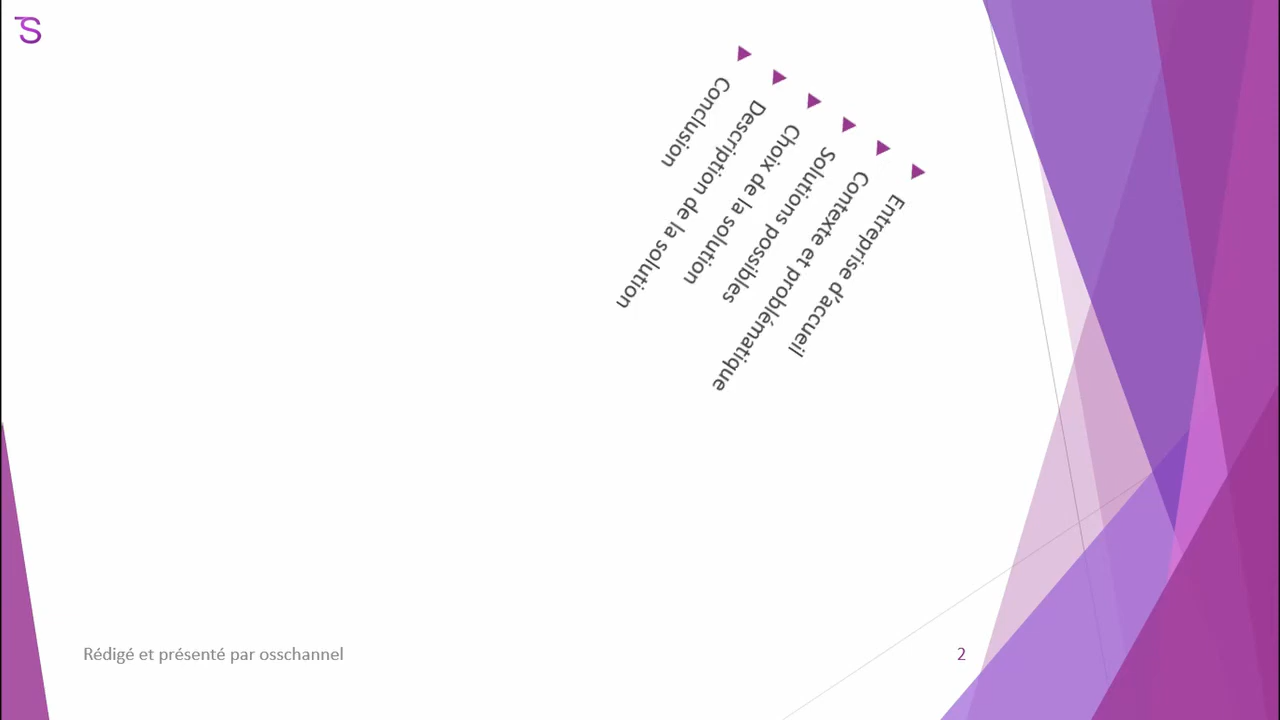 S
Entreprise d'accueil
Contexte et problématique
Solutions possibles
Choix de la solution
Description de la solution
Conclusion
Rédigé et présenté par osschannel
2